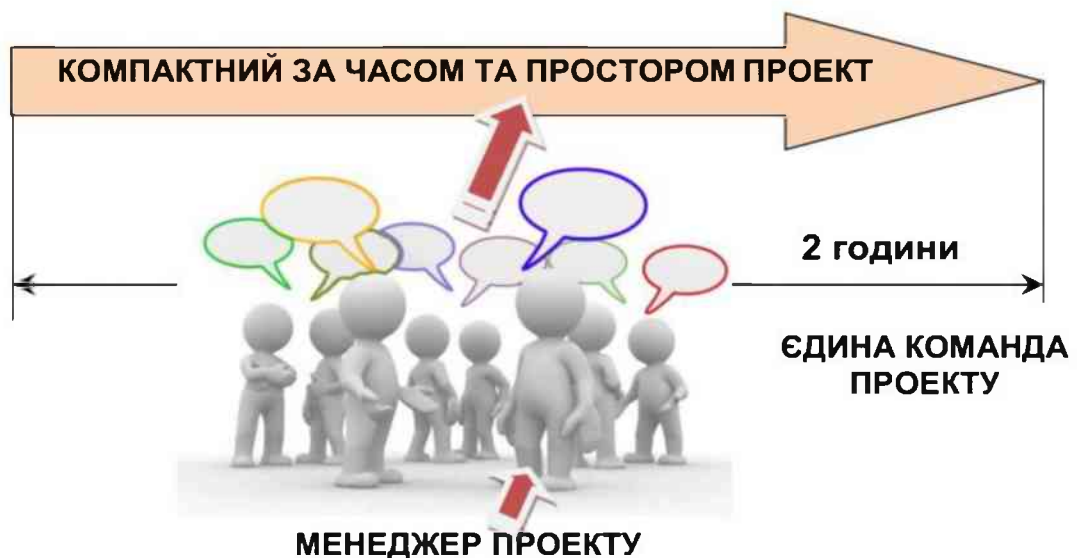 КОМПАКТНИЙ ЗА ЧАСОМ ТА ПРОСТОРОМ ПРОЕКТ
2 години
ЄДИНА КОМАНДА
ПРОЕКТУ
МЕНЕДЖЕР ПРОЕКТУ